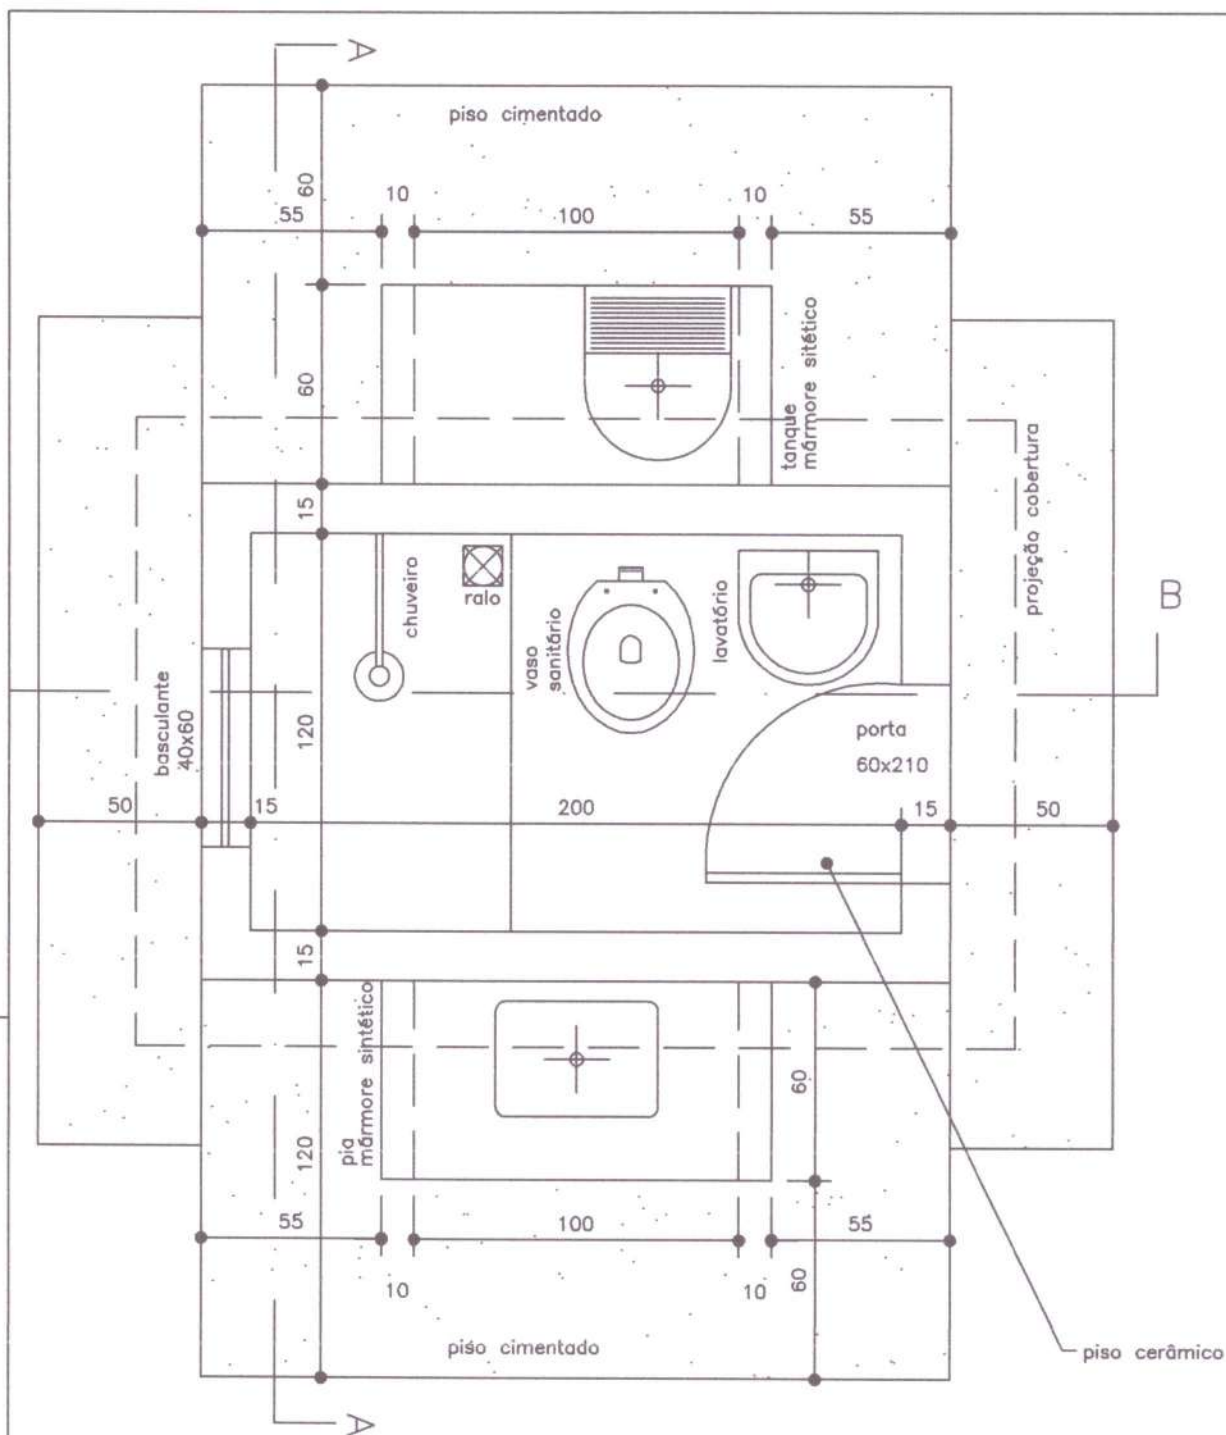 A
piso cimentado
60
10
10
55
100
55
60
tanque
mármore sitético
projeção cobertura
15
chuveiro
ralo
vaso
sanitário
lavatório
B
basculante
40x60
120
porta
60x210
50
15
200
15
50
15
pia
mármore sintético
60
120
55
100
55
10
10
60
piso cimentado
piso cerâmico
A